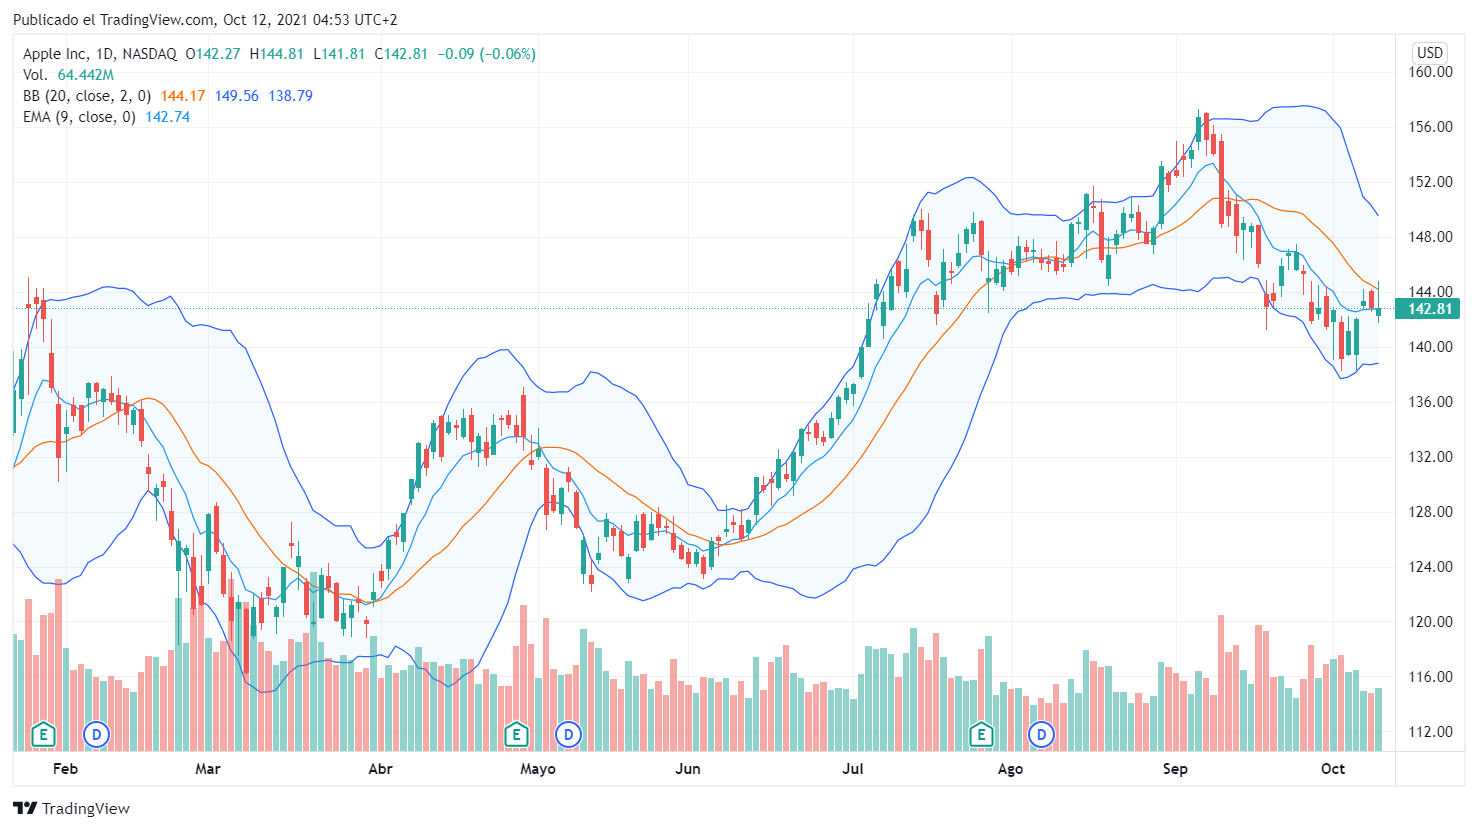 Publicado el TradingView.com, Oct 12, 2021 04:53 UTC+2
Apple Inc, 1D, NASDAQ O142.27 H144.81 L141.81 C142.81 −0.09 (−0.06%)
Vol. 64.442M
BB (20, close, 2, 0) 144.17 149.56 138.79
EMA (9, close, 0) 142.74
USD
160.00
156.00
152.00
148.00
144.00
142.81
140.00
136.00
132.00
128.00
124.00
120.00
116.00
112.00
E D E D E D
Feb Mar Abr Mayo Jun Jul Ago Sep Oct
TradingView